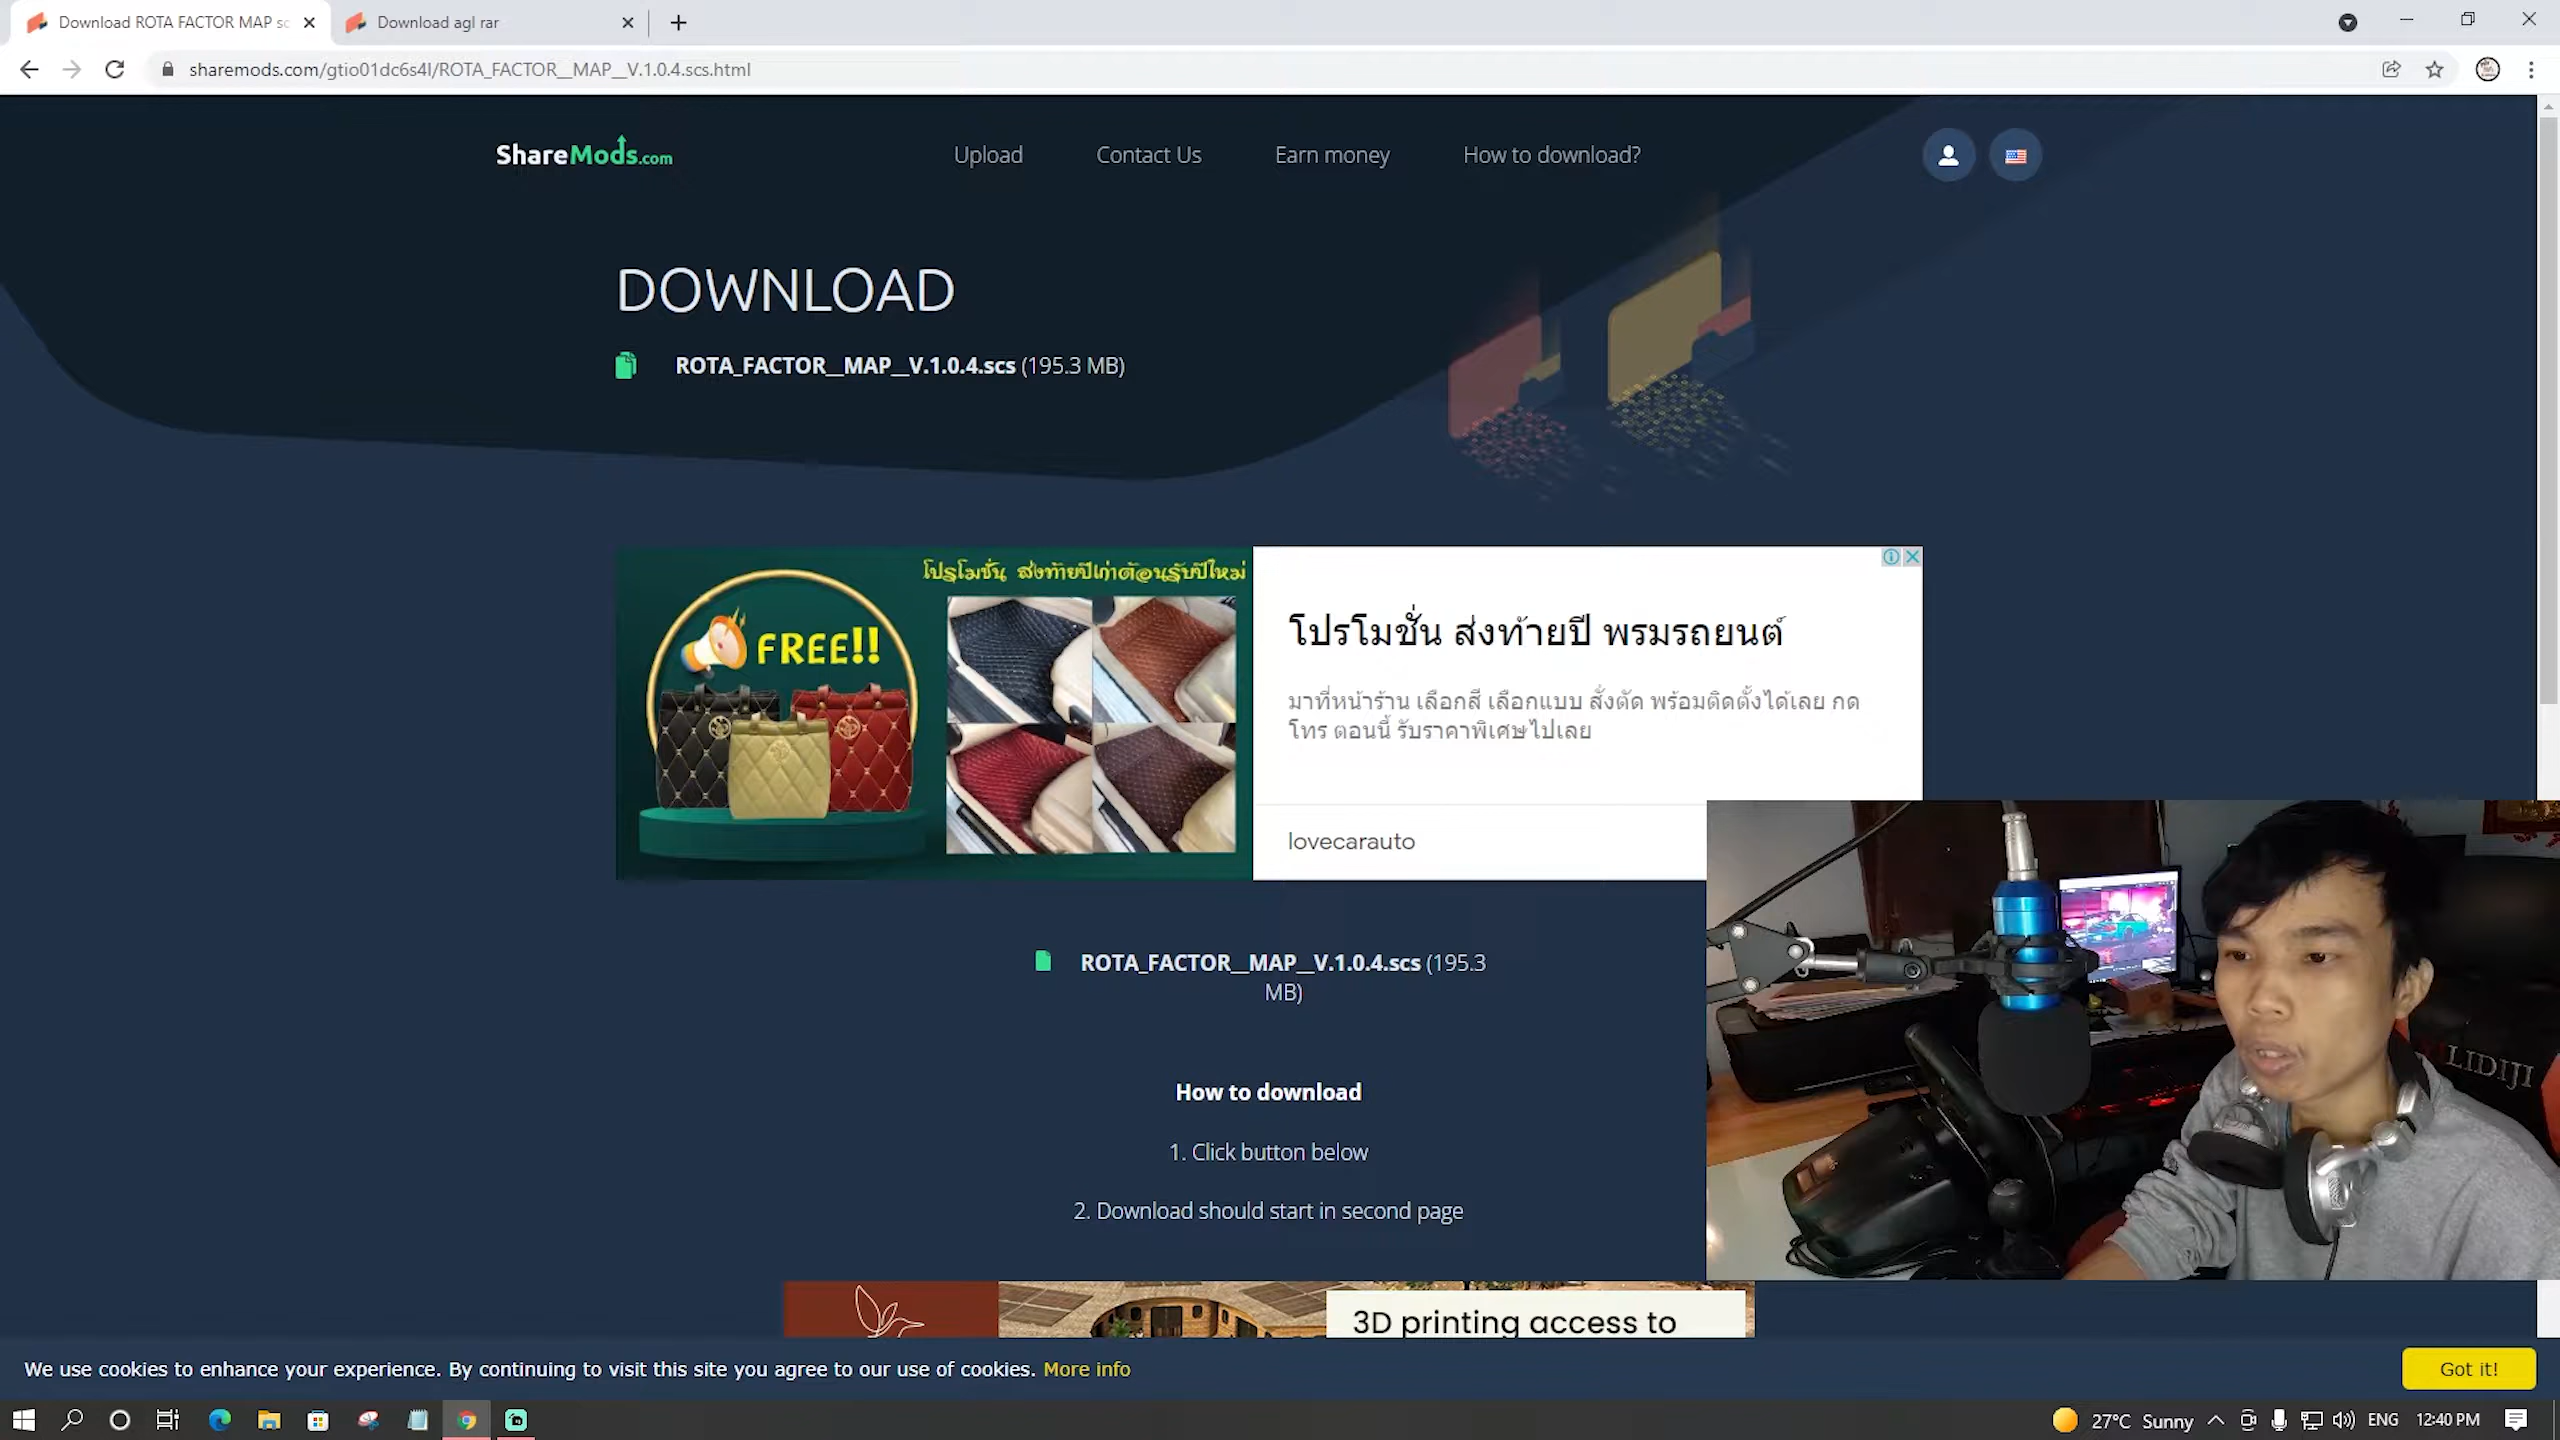 Download ROTA FACTOR MAP sc
Download agl rar
sharemods.com/gtio01dc6s4l/ROTA_FACTOR__MAP__V.1.0.4.scs.html
ShareMods.com
Upload
Contact Us
Earn money
How to download?
DOWNLOAD
ROTA_FACTOR__MAP__V.1.0.4.scs (195.3 MB)
โปรโมชั่น ส่งท้ายปีเก่าต้อนรับปีใหม่
FREE!!
โปรโมชั่น ส่งท้ายปี พรมรถยนต์
มาที่หน้าร้าน เลือกสี เลือกแบบ สั่งตัด พร้อมติดตั้งได้เลย กด
โทร ตอนนี้ รับราคาพิเศษไปเลย
lovecarauto
ROTA_FACTOR__MAP__V.1.0.4.scs (195.3
MB)
How to download
1. Click button below
2. Download should start in second page
LIDIJI
3D printing access to
We use cookies to enhance your experience. By continuing to visit this site you agree to our use of cookies. More info
Got it!
27°C Sunny
ENG
12:40 PM